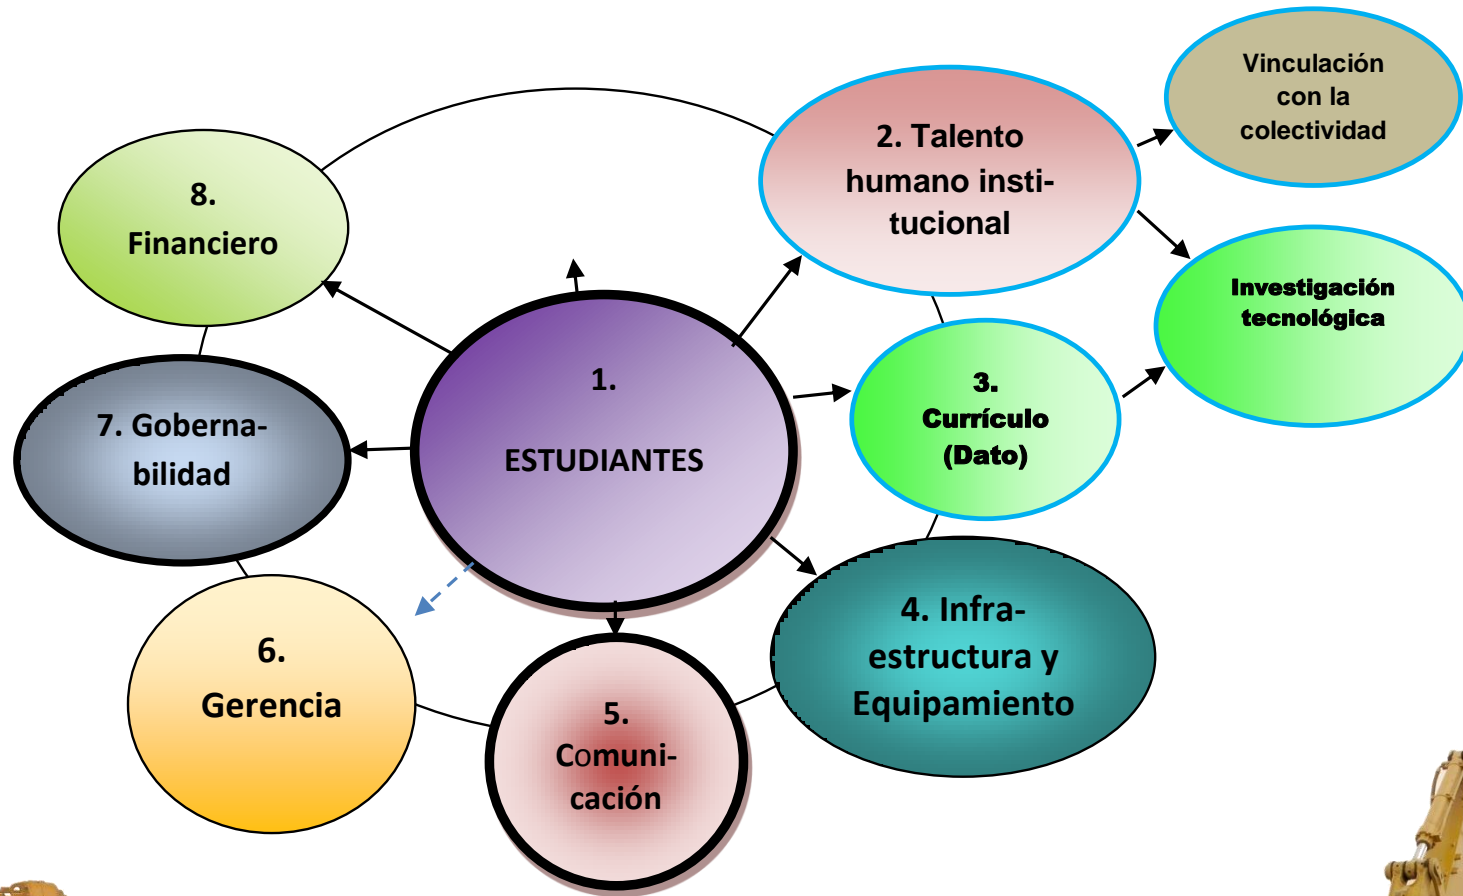 1.
ESTUDIANTES
2. Talento
humano insti-
tucional
Vinculación
con la
colectividad
Investigación
tecnológica
3.
Currículo
(Dato)
4. Infra-
estructura y
Equipamiento
5.
Comuni-
cación
6.
Gerencia
7. Goberna-
bilidad
8.
Financiero